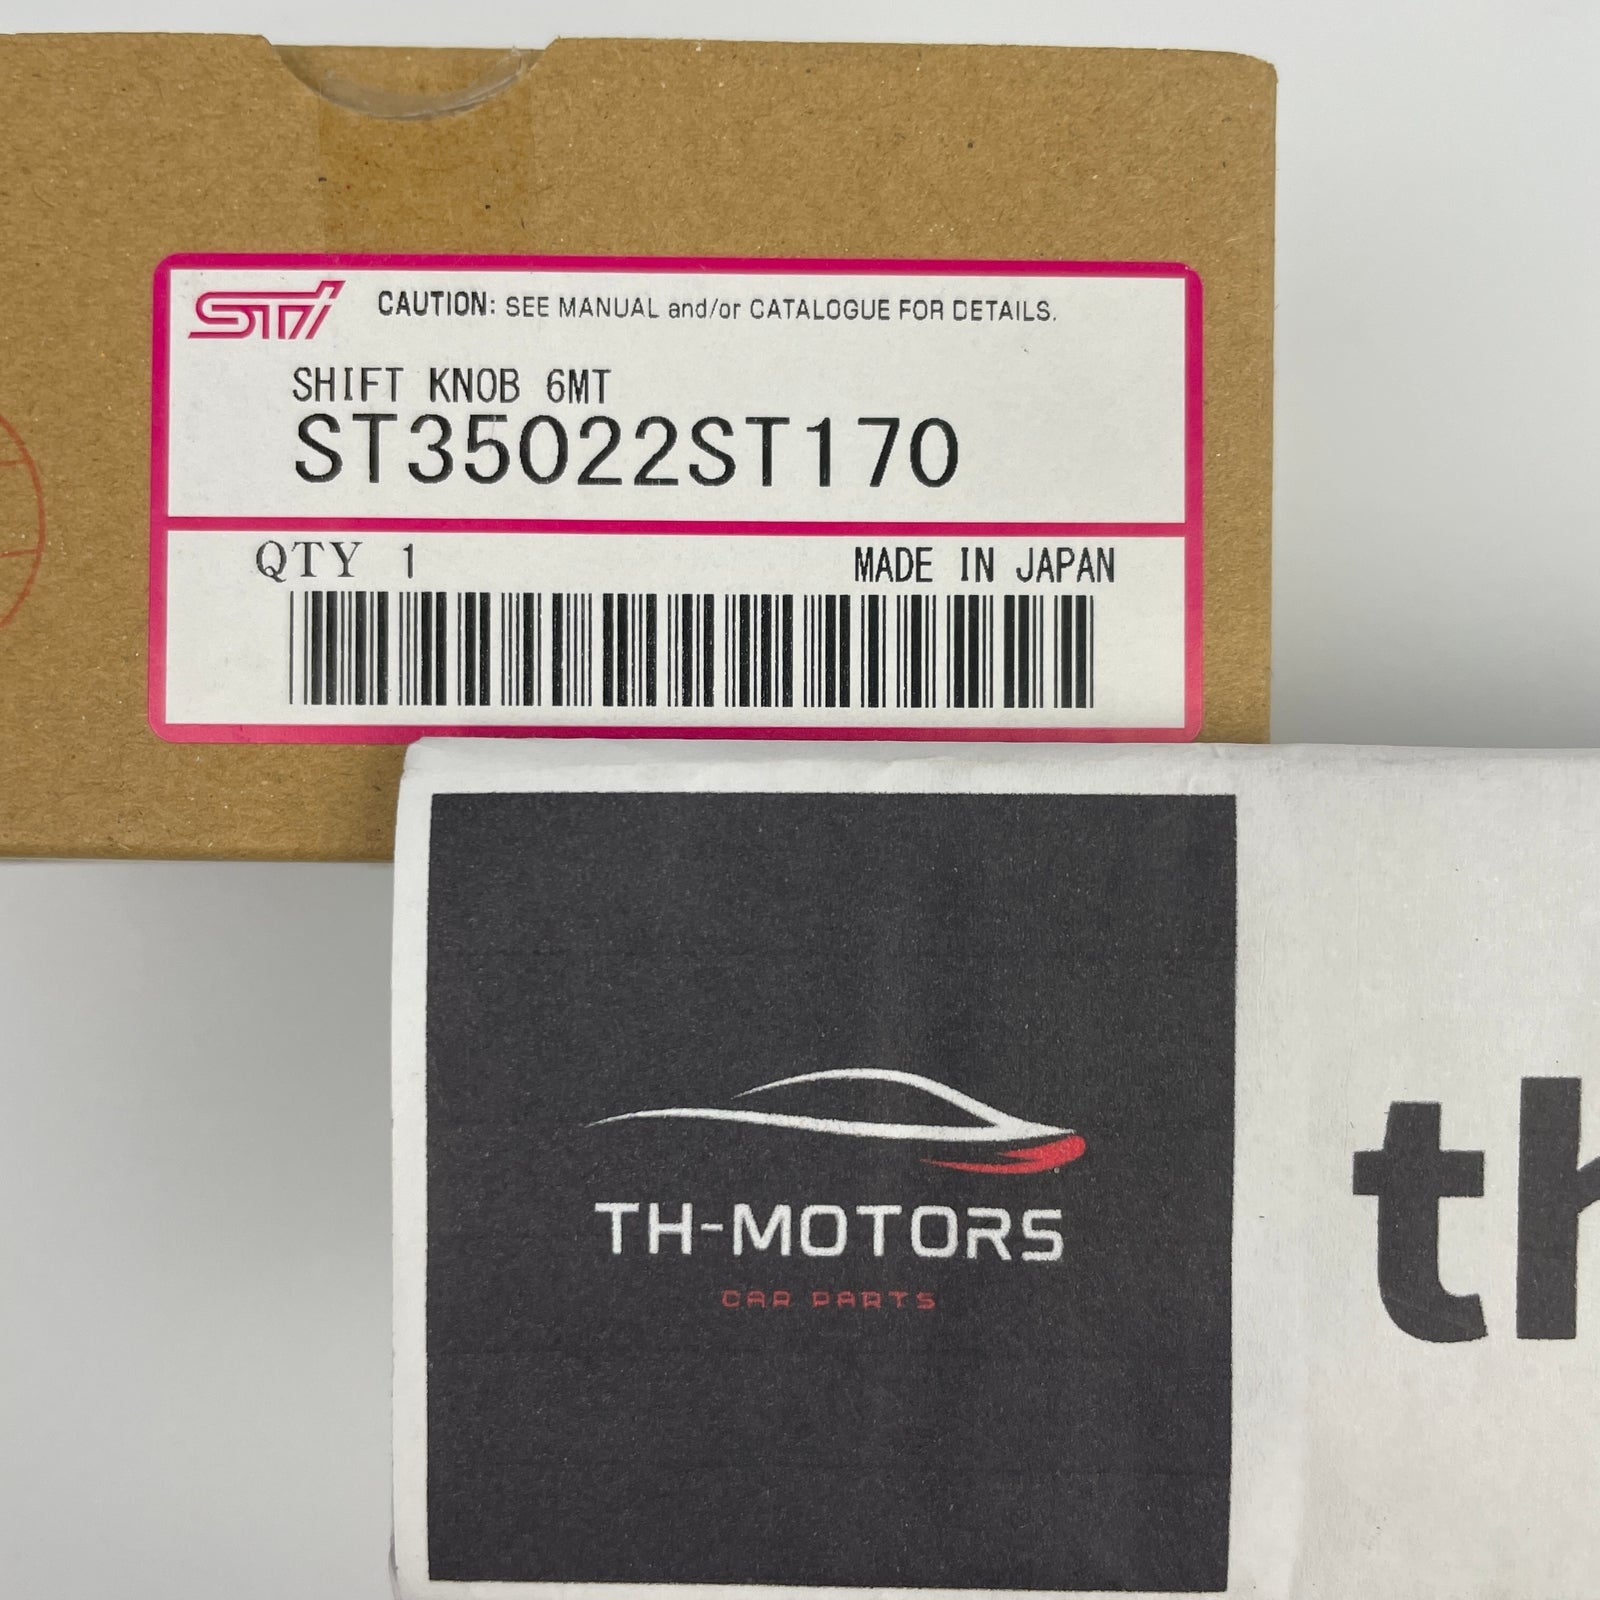 STI CAUTION: SEE MANUAL and/or CATALOGUE FOR DETAILS.
SHIFT KNOB 6MT
ST35022ST170
QTY 1 MADE IN JAPAN
TH-MOTORS
CAR PARTS
th